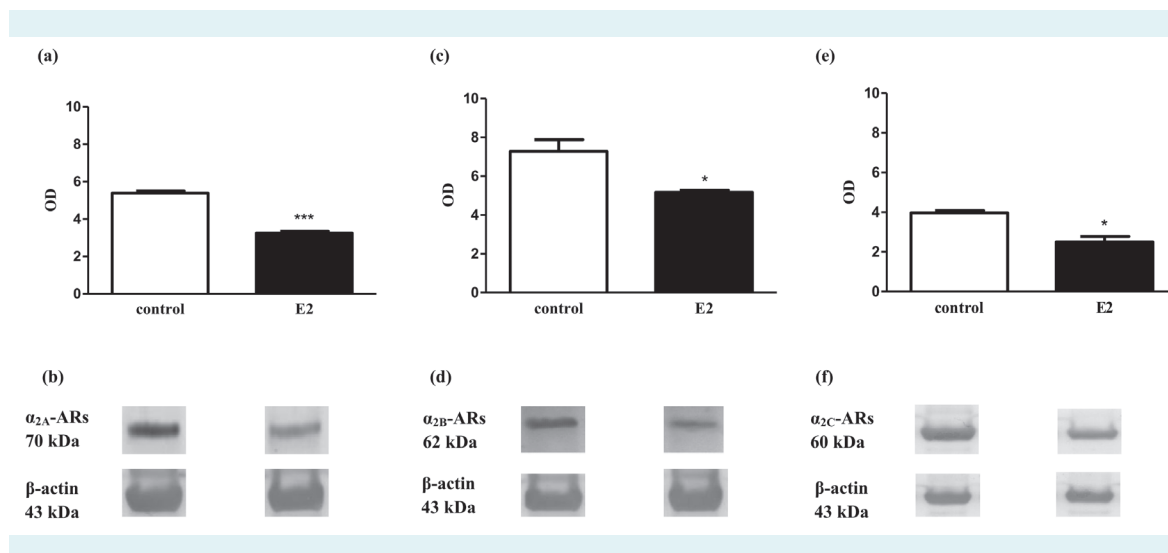 (a)
10
8
6
4
2
0
OD
***
control E2
(c)
10
8
6
4
2
0
OD
*
control E2
(e)
10
8
6
4
2
0
OD
*
control E2
(b)
α2A-ARs
70 kDa
β-actin
43 kDa
(d)
α2B-ARs
62 kDa
β-actin
43 kDa
(f)
α2C-ARs
60 kDa
β-actin
43 kDa